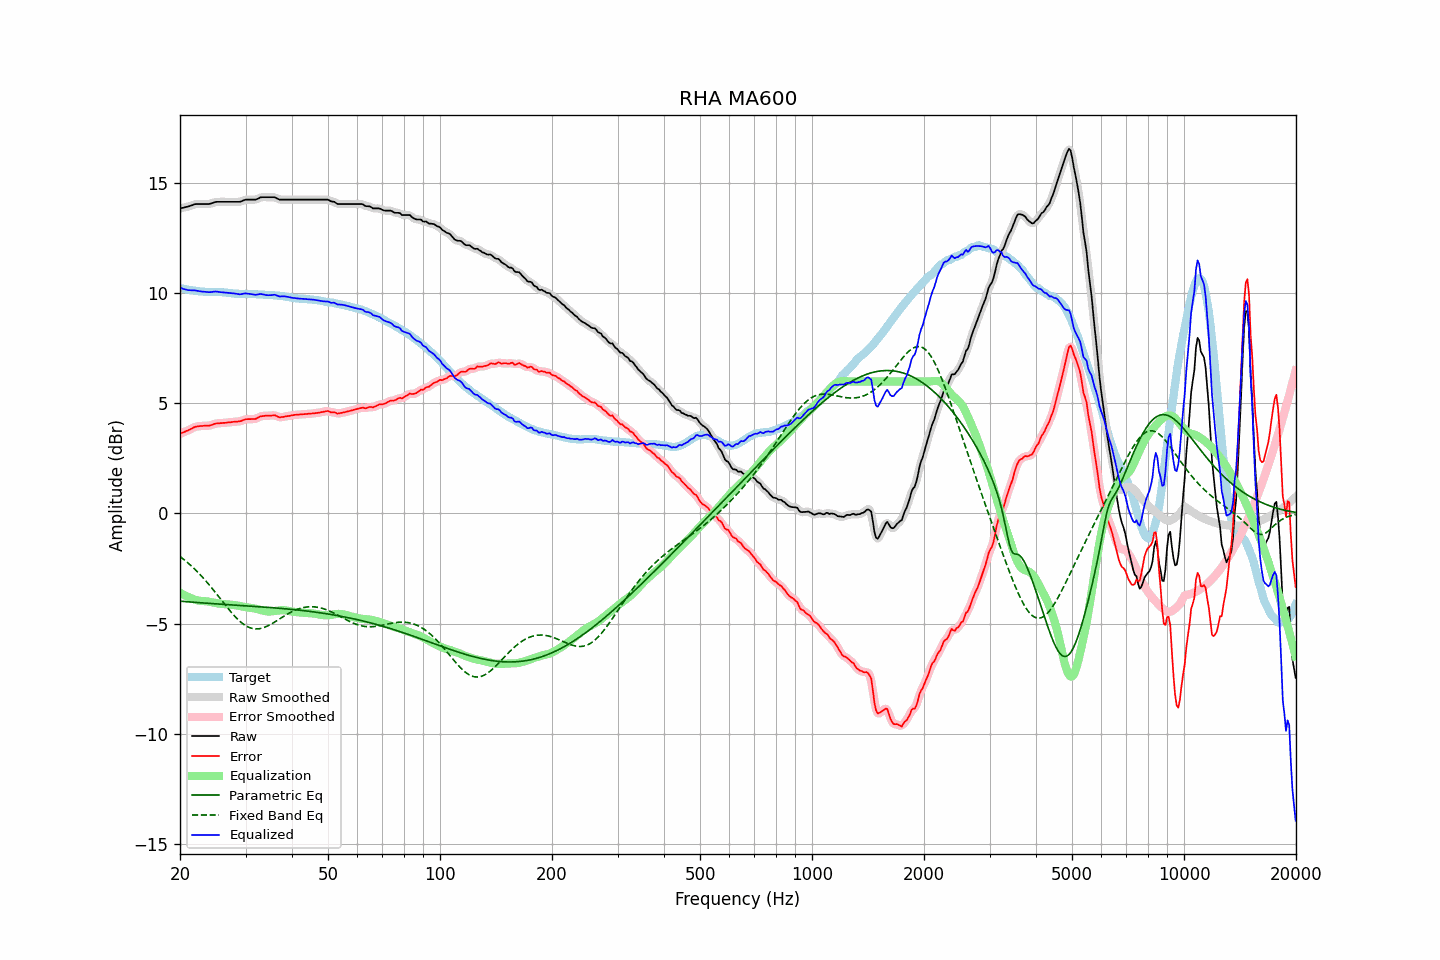 RHA MA600
Amplitude (dBr)
15
10
5
0
−5
−10
−15
Target
Raw Smoothed
Error Smoothed
Raw
Error
Equalization
Parametric Eq
Fixed Band Eq
Equalized
20
50
100
200
500
1000
2000
5000
10000
20000
Frequency (Hz)